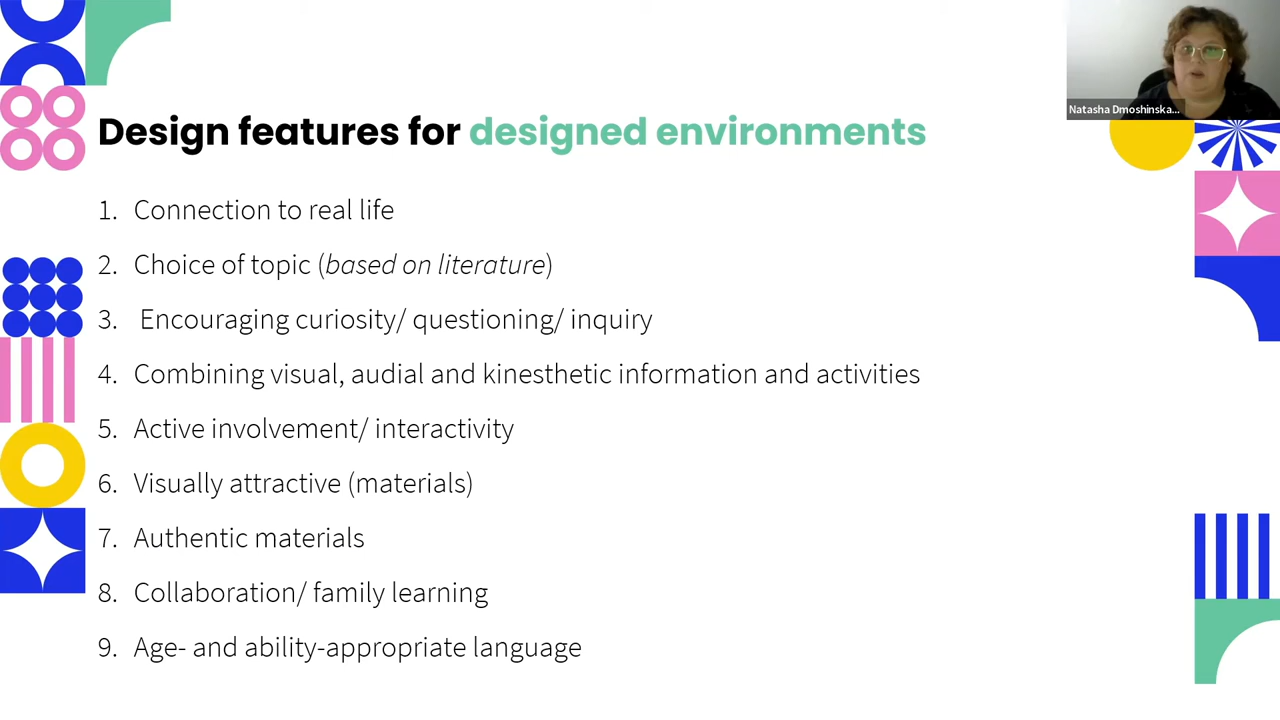 Natasha Dmoshinska...
Design features for designed environments
1. Connection to real life
2. Choice of topic (based on literature)
3. Encouraging curiosity/ questioning/ inquiry
4. Combining visual, audial and kinesthetic information and activities
5. Active involvement/ interactivity
6. Visually attractive (materials)
7. Authentic materials
8. Collaboration/ family learning
9. Age- and ability-appropriate language